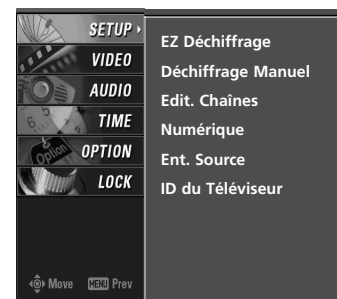 SETUP
VIDEO
AUDIO
TIME
OPTION
LOCK
Move MENU Prev
EZ Déchiffrage
Déchiffrage Manuel
Edit. Chaînes
Numérique
Ent. Source
ID du Téléviseur